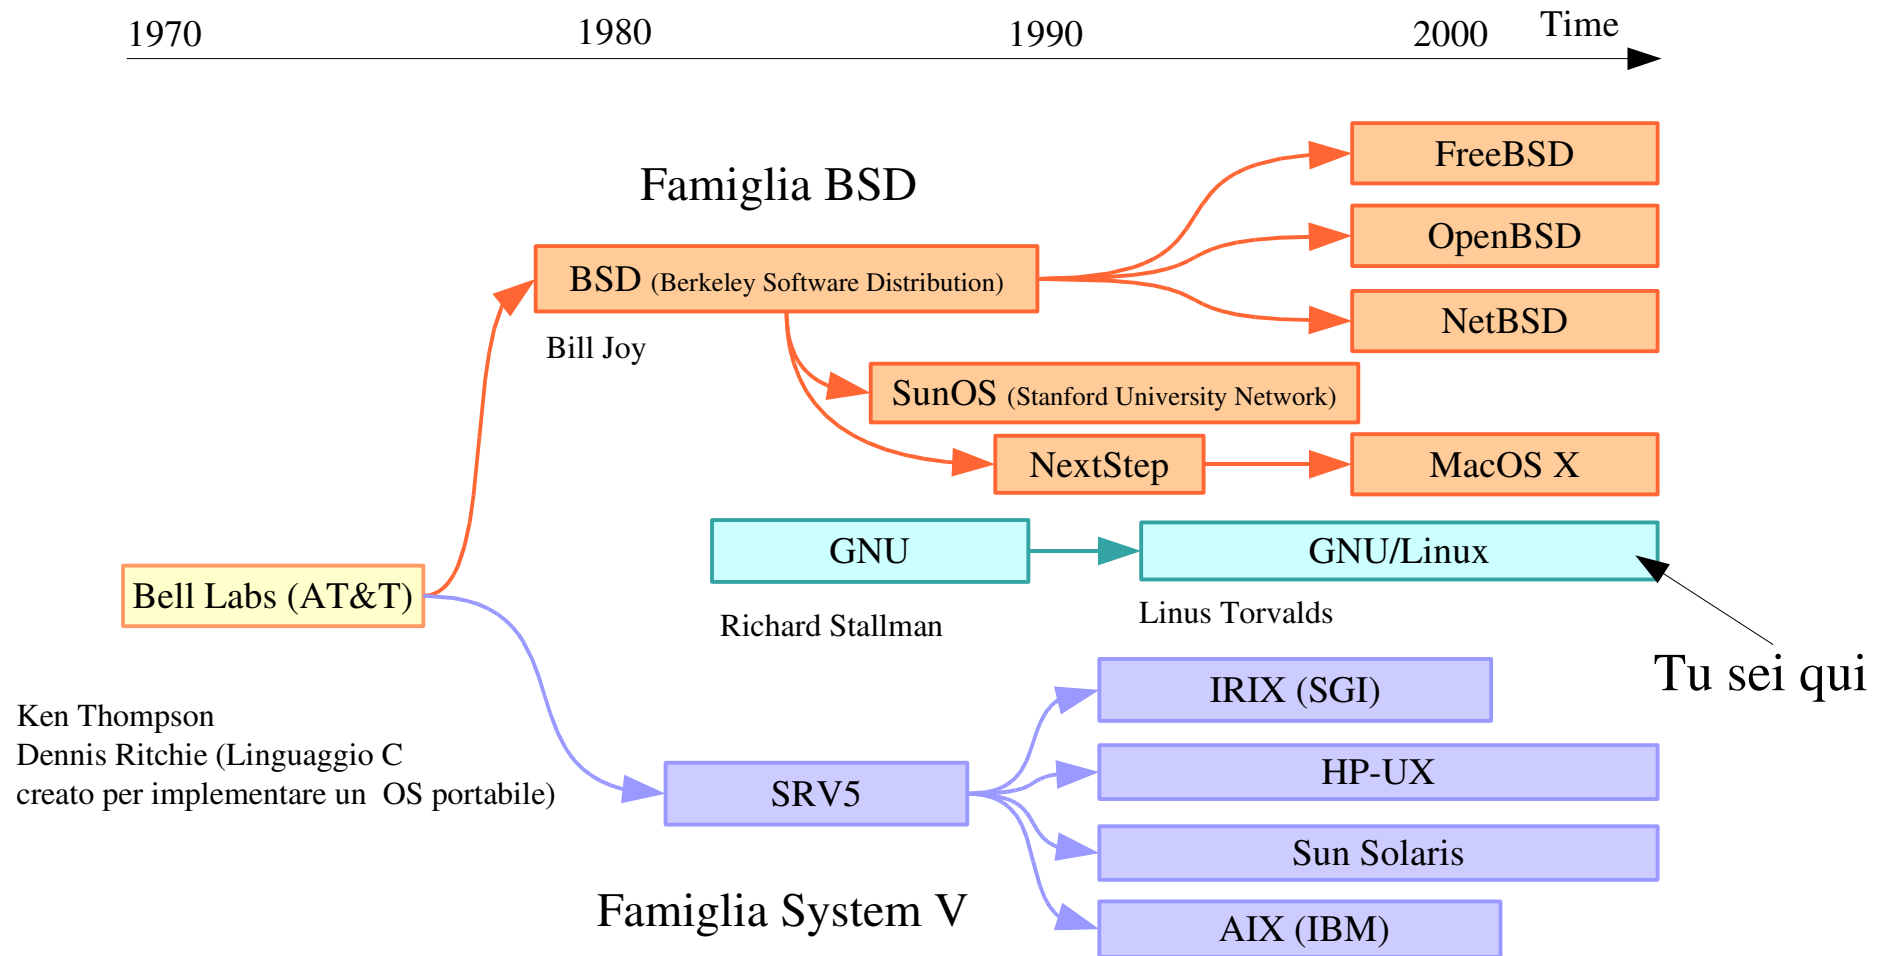 1970 1980 1990 2000 Time
Famiglia BSD
FreeBSD
OpenBSD
BSD (Berkeley Software Distribution)
NetBSD
Bill Joy
SunOS (Stanford University Network)
NextStep
MacOS X
GNU
GNU/Linux
Bell Labs (AT&T)
Richard Stallman
Linus Torvalds
Tu sei qui
IRIX (SGI)
Ken Thompson
Dennis Ritchie (Linguaggio C
creato per implementare un OS portabile)
HP-UX
SRV5
Sun Solaris
Famiglia System V
AIX (IBM)